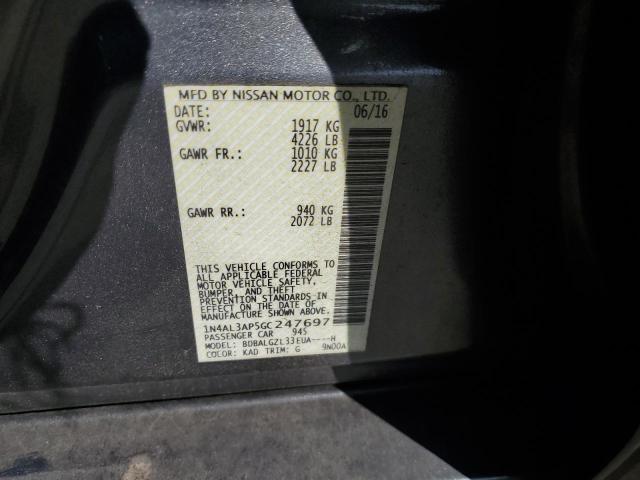 MFD BY NISSAN MOTOR CO., LTD.
DATE: 06/16
GVWR: 1917 KG
4226 LB
GAWR FR.: 1010 KG
2227 LB
GAWR RR.: 940 KG
2072 LB
THIS VEHICLE CONFORMS TO
ALL APPLICABLE FEDERAL
MOTOR VEHICLE SAFETY,
BUMPER, AND THEFT
PREVENTION STANDARDS IN
EFFECT ON THE DATE OF
MANUFACTURE SHOWN ABOVE.
1N4AL3AP5GC247697
PASSENGER CAR 945
MODEL: BDBALGZL33EUA----H
COLOR: KAD TRIM: G 9N00A